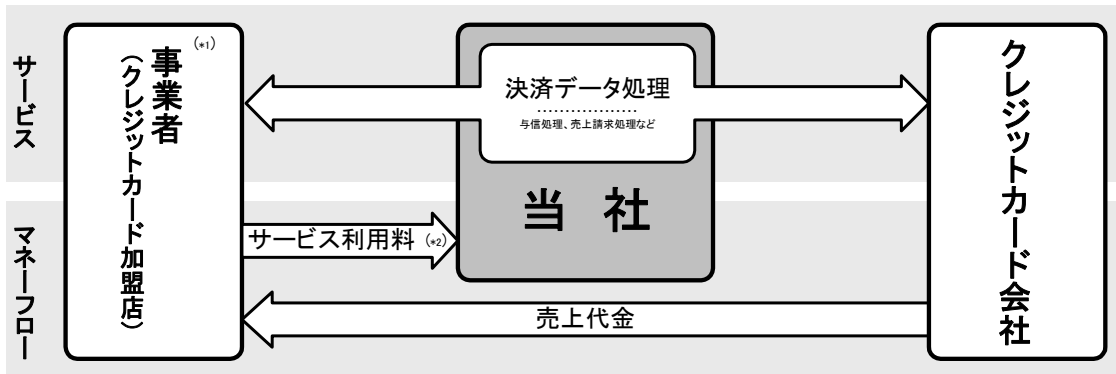 サービス
事業者 (*1)
(クレジットカード加盟店)
決済データ処理
与信処理、売上請求処理など
当 社
クレジットカード会社
マネーフロー
サービス利用料 (*2)
売上代金